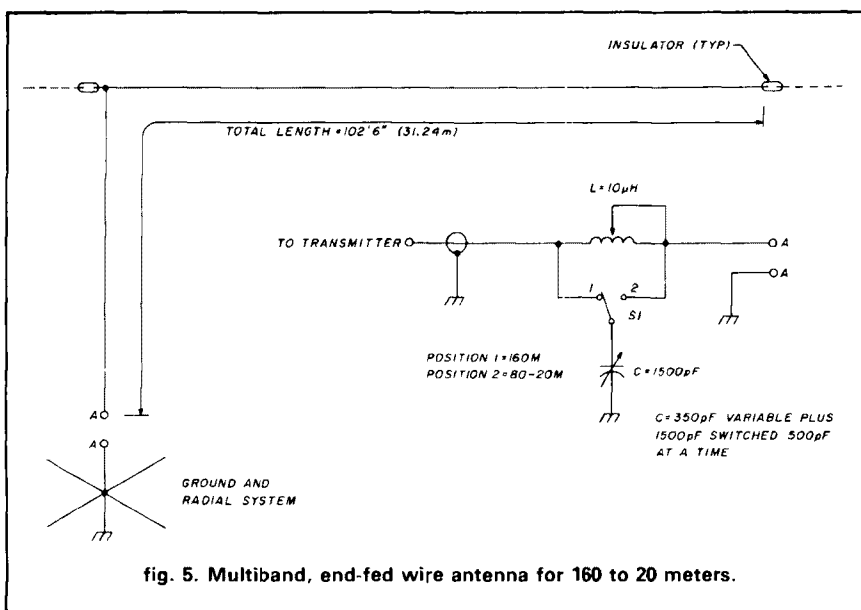 INSULATOR (TYP)
TOTAL LENGTH = 102'6" (31.24m)
L=10μH
TO TRANSMITTER
A
A
1
2
S1
POSITION 1=160M
POSITION 2=80-20M
C=1500pF
C=350pF VARIABLE PLUS
1500pF SWITCHED 500pF
AT A TIME
A
A
GROUND AND
RADIAL SYSTEM
fig. 5. Multiband, end-fed wire antenna for 160 to 20 meters.